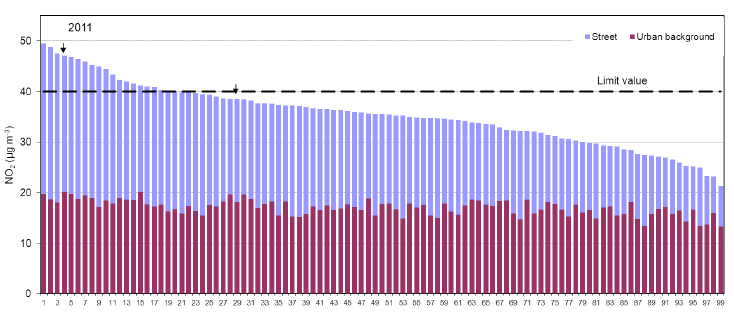 2011
Street
Urban background
Limit value
NO2 (µg m-3)
50
40
30
20
10
0
1 3 5 7 9 11 13 15 17 19 21 23 25 27 29 31 33 35 37 39 41 43 45 47 49 51 53 55 57 59 61 63 65 67 69 71 73 75 77 79 81 83 85 87 89 91 93 95 97 99